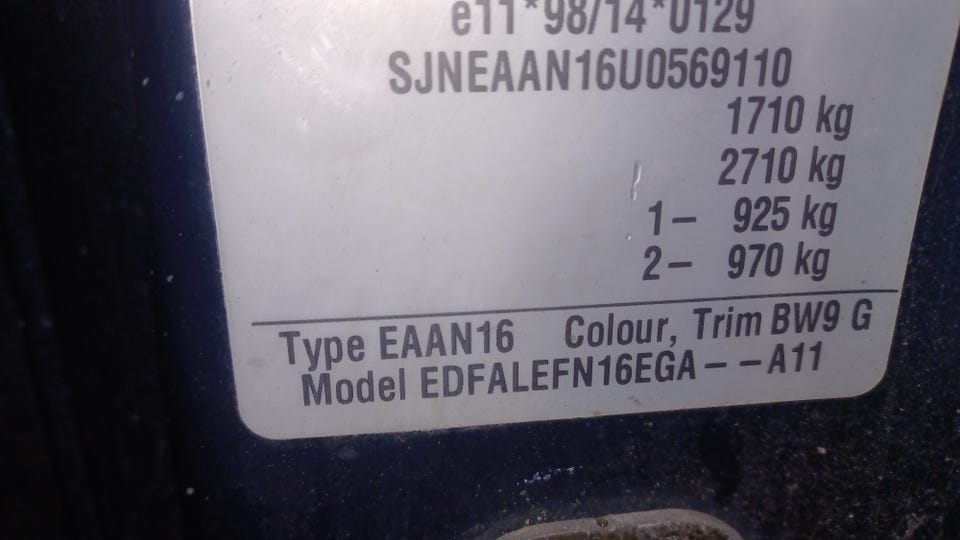 e11*98/14*0129
SJNEAAN16U0569110
1710 kg
2710 kg
1– 925 kg
2– 970 kg
Type EAAN16 Colour, Trim BW9 G
Model EDFALEFN16EGA– –A11